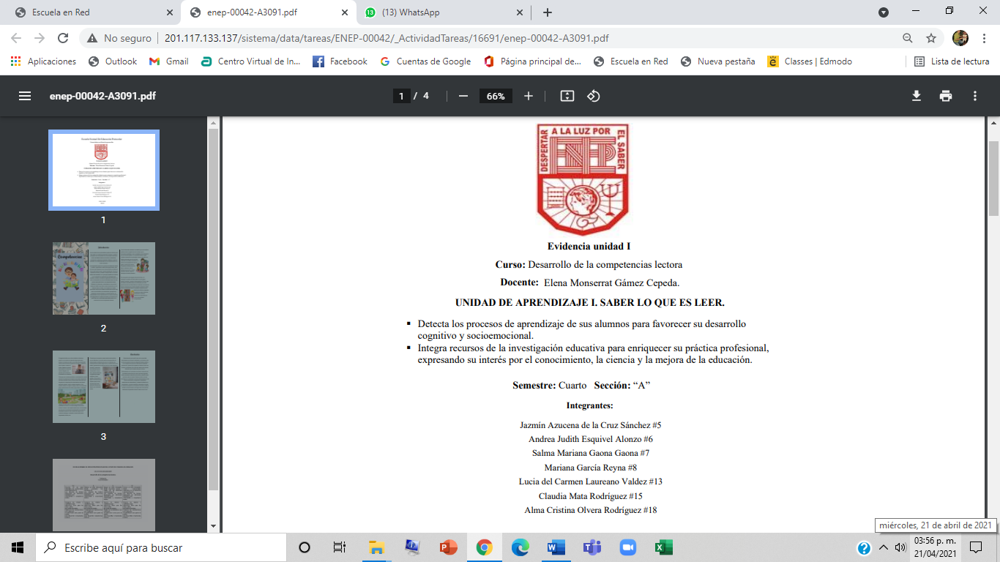 Escuela en Red
enep-00042-A3091.pdf
(13) WhatsApp
No seguro
201.117.133.137/sistema/data/tareas/ENEP-00042/_ActividadTareas/16691/enep-00042-A3091.pdf
Aplicaciones
Outlook
Gmail
Centro Virtual de In...
Facebook
Cuentas de Google
Página principal de...
Escuela en Red
Nueva pestaña
Classes | Edmodo
Lista de lectura
enep-00042-A3091.pdf
1 / 4
66%
1
2
3
Competencias
DESPERTAR A LA LUZ POR EL SABER
ENEP
Evidencia unidad I
Curso: Desarrollo de la competencias lectora
Docente: Elena Monserrat Gámez Cepeda.
UNIDAD DE APRENDIZAJE I. SABER LO QUE ES LEER.
▪ Detecta los procesos de aprendizaje de sus alumnos para favorecer su desarrollo
cognitivo y socioemocional.
▪ Integra recursos de la investigación educativa para enriquecer su práctica profesional,
expresando su interés por el conocimiento, la ciencia y la mejora de la educación.
Semestre: Cuarto Sección: “A”
Integrantes:
Jazmín Azucena de la Cruz Sánchez #5
Andrea Judith Esquivel Alonzo #6
Salma Mariana Gaona Gaona #7
Mariana García Reyna #8
Lucia del Carmen Laureano Valdez #13
Claudia Mata Rodríguez #15
Alma Cristina Olvera Rodríguez #18
miércoles, 21 de abril de 2021
Escribe aquí para buscar
03:56 p. m.
21/04/2021